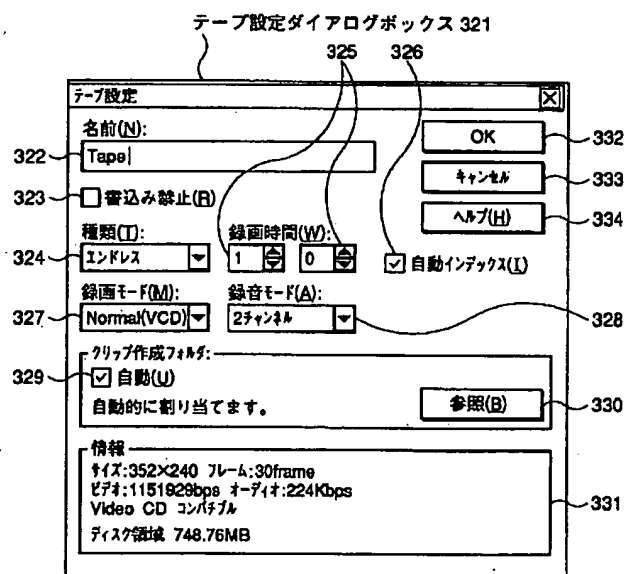 テープ設定ダイアログボックス 321
325 326
テープ設定
名前(N):
OK 332
322 Tape
キャンセル 333
323 書込み禁止(R)
ヘルプ(H) 334
種類(T): 録画時間(W):
324 エンドレス 1 0 自動インデックス(I)
録画モード(M): 録音モード(A):
327 Normal(VCD) 2チャンネル 328
クリップ作成フォルダ:
329 自動(U)
自動的に割り当てます。 参照(B) 330
情報
サイズ:352×240 フレーム:30frame
ビデオ:1151929bps オーディオ:224Kbps
Video CD コンパチブル 331
ディスク領域 748.76MB